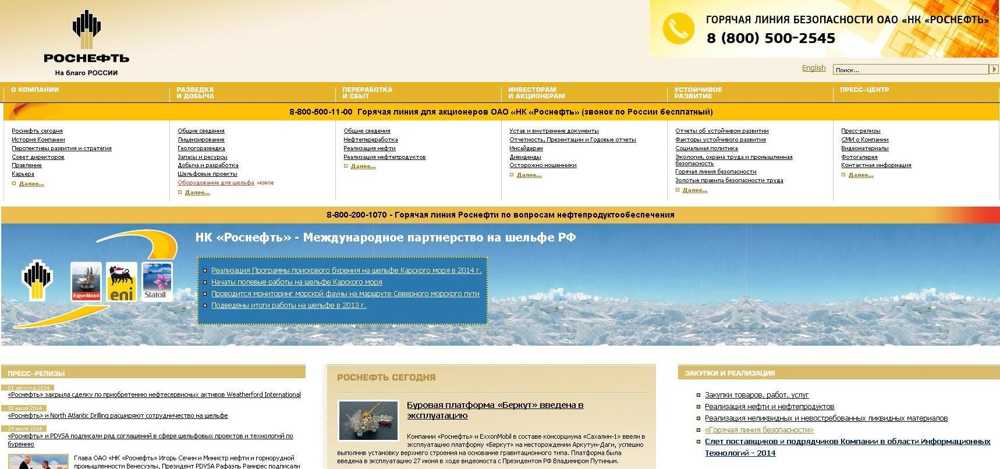 РОСНЕФТЬ
На благо РОССИИ
ГОРЯЧАЯ ЛИНИЯ БЕЗОПАСНОСТИ ОАО «НК «РОСНЕФТЬ»
8 (800) 500-2545
English
Поиск...
О КОМПАНИИ
РАЗВЕДКА
И ДОБЫЧА
ПЕРЕРАБОТКА
И СБЫТ
ИНВЕСТОРАМ
И АКЦИОНЕРАМ
УСТОЙЧИВОЕ
РАЗВИТИЕ
ПРЕСС-ЦЕНТР
8-800-500-11-00 Горячая линия для акционеров ОАО «НК «Роснефть» (звонок по России бесплатный)
Роснефть сегодня
История Компании
Перспективы развития и стратегия
Совет директоров
Правление
Карьера
Далее...
Общие сведения
Лицензирование
Геологоразведка
Запасы и ресурсы
Добыча и разработка
Шельфовые проекты
Оборудование для шельфа новое
Далее...
Общие сведения
Нефтепереработка
Реализация нефти
Реализация нефтепродуктов
Далее...
Устав и внутренние документы
Отчетность, Презентации и Годовые отчеты
Инсайдерам
Дивиденды
Осторожно мошенники
Далее...
Отчеты об устойчивом развитии
Факторы устойчивого развития
Социальная политика
Экология, охрана труда и промышленная
безопасность
Горячая линия безопасности
Золотые правила безопасности труда
Далее...
Пресс-релизы
СМИ о Компании
Видеоматериалы
Фотогалерея
Контактная информация
Далее...
8-800-200-1070 - Горячая линия Роснефти по вопросам нефтепродуктообеспечения
НК «Роснефть» - Международное партнерство на шельфе РФ
ExxonMobil
eni
Statoil
Реализация Программы поискового бурения на шельфе Карского моря в 2014 г.
Начаты полевые работы на шельфе Карского моря
Проводится мониторинг морской фауны на маршруте Северного морского пути
Подведены итоги работы на шельфе в 2013 г.
ПРЕСС-РЕЛИЗЫ
01 августа 2014
«Роснефть» закрыла сделку по приобретению нефтесервисных активов Weatherford International
30 июля 2014
«Роснефть» и North Atlantic Drilling расширяют сотрудничество на шельфе
29 июля 2014
«Роснефть» и PDVSA подписали ряд соглашений в сфере шельфовых проектов и технологий по
бурению
Глава ОАО «НК «Роснефть» Игорь Сечин и Министр нефти и горнорудной
промышленности Венесуэлы, Президент PDVSA Рафаэль Рамирес подписали
РОСНЕФТЬ СЕГОДНЯ
Буровая платформа «Беркут» введена в
эксплуатацию
Компании «Роснефть» и ExxonMobil в составе консорциума «Сахалин-1» ввели в
эксплуатацию платформу «Беркут» на месторождении Аркутун-Даги, успешно
выполнив установку верхнего строения на основание гравитационного типа. Платформа была
введена в эксплуатацию 27 июня в ходе видеомоста с Президентом РФ Владимиром Путиным.
ЗАКУПКИ И РЕАЛИЗАЦИЯ
Закупки товаров, работ, услуг
Реализация нефти и нефтепродуктов
Реализация неликвидных и невостребованных ликвидных материалов
«Горячая линия безопасности»
Слет поставщиков и подрядчиков Компании в области Информационных
Технологий - 2014